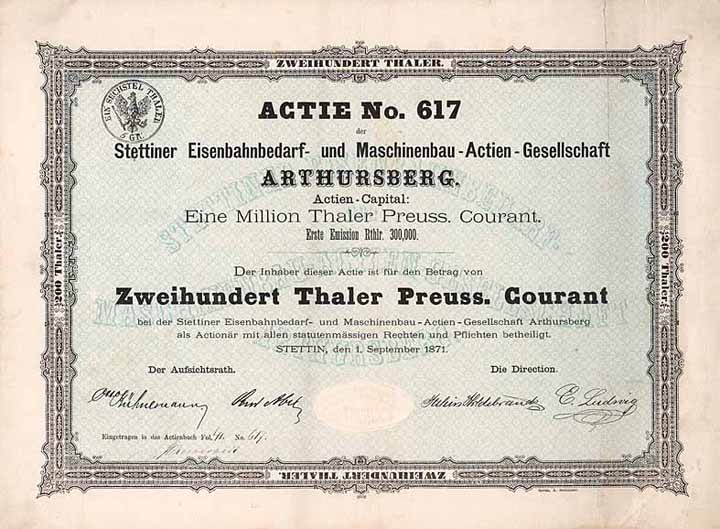 ZWEIHUNDERT THALER.
EIN SECHSTEL THALER
5 GR.
ACTIE No. 617
der
Stettiner Eisenbahnbedarf- und Maschinenbau-Actien-Gesellschaft
ARTHURSBERG.
Actien-Capital:
Eine Million Thaler Preuss. Courant.
Erste Emission Rthlr. 300,000.
Der Inhaber dieser Actie ist für den Betrag von
Zweihundert Thaler Preuss. Courant
bei der Stettiner Eisenbahnbedarf- und Maschinenbau-Actien-Gesellschaft Arthursberg
als Actionär mit allen statutenmässigen Rechten und Pflichten betheiligt.
STETTIN, den 1. September 1871.
Der Aufsichtsrath. Die Direction.
E. Ludwig
Eingetragen in das Actienbuch Fol. No. 617.
200 Thaler.
200 Thaler.
ZWEIHUNDERT THALER.